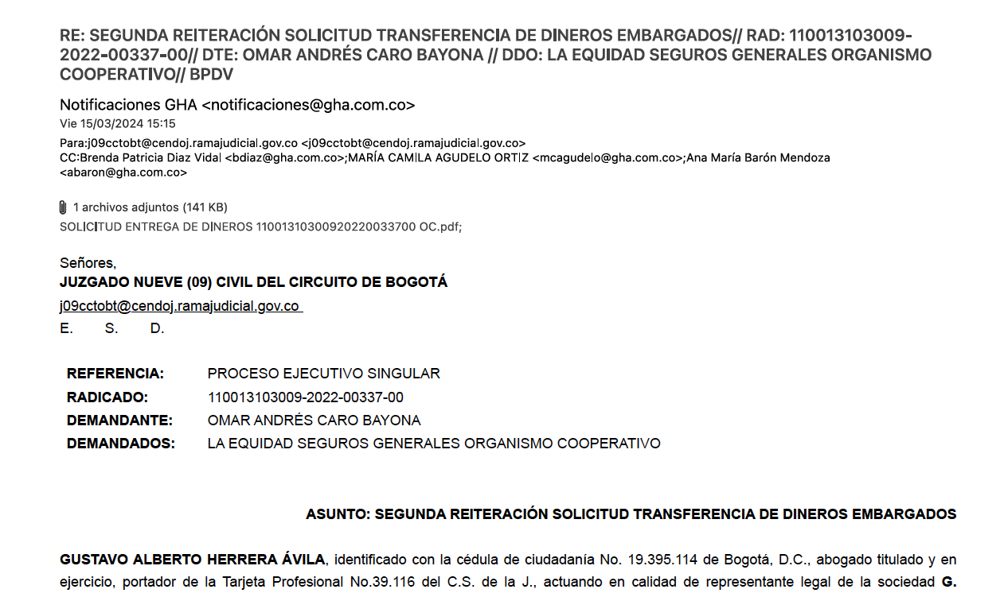 RE: SEGUNDA REITERACIÓN SOLICITUD TRANSFERENCIA DE DINEROS EMBARGADOS// RAD: 110013103009-
2022-00337-00// DTE: OMAR ANDRÉS CARO BAYONA // DDO: LA EQUIDAD SEGUROS GENERALES ORGANISMO
COOPERATIVO// BPDV
Notificaciones GHA <notificaciones@gha.com.co>
Vie 15/03/2024 15:15
Para:j09cctobt@cendoj.ramajudicial.gov.co <j09cctobt@cendoj.ramajudicial.gov.co>
CC:Brenda Patricia Diaz Vidal <bdiaz@gha.com.co>;MARÍA CAMILA AGUDELO ORTIZ <mcagudelo@gha.com.co>;Ana María Barón Mendoza
<abaron@gha.com.co>
1 archivos adjuntos (141 KB)
SOLICITUD ENTREGA DE DINEROS 11001310300920220033700 OC.pdf;
Señores,
JUZGADO NUEVE (09) CIVIL DEL CIRCUITO DE BOGOTÁ
j09cctobt@cendoj.ramajudicial.gov.co
E. S. D.
REFERENCIA: PROCESO EJECUTIVO SINGULAR
RADICADO: 110013103009-2022-00337-00
DEMANDANTE: OMAR ANDRÉS CARO BAYONA
DEMANDADOS: LA EQUIDAD SEGUROS GENERALES ORGANISMO COOPERATIVO
ASUNTO: SEGUNDA REITERACIÓN SOLICITUD TRANSFERENCIA DE DINEROS EMBARGADOS
GUSTAVO ALBERTO HERRERA ÁVILA, identificado con la cédula de ciudadanía No. 19.395.114 de Bogotá, D.C., abogado titulado y en
ejercicio, portador de la Tarjeta Profesional No.39.116 del C.S. de la J., actuando en calidad de representante legal de la sociedad G.